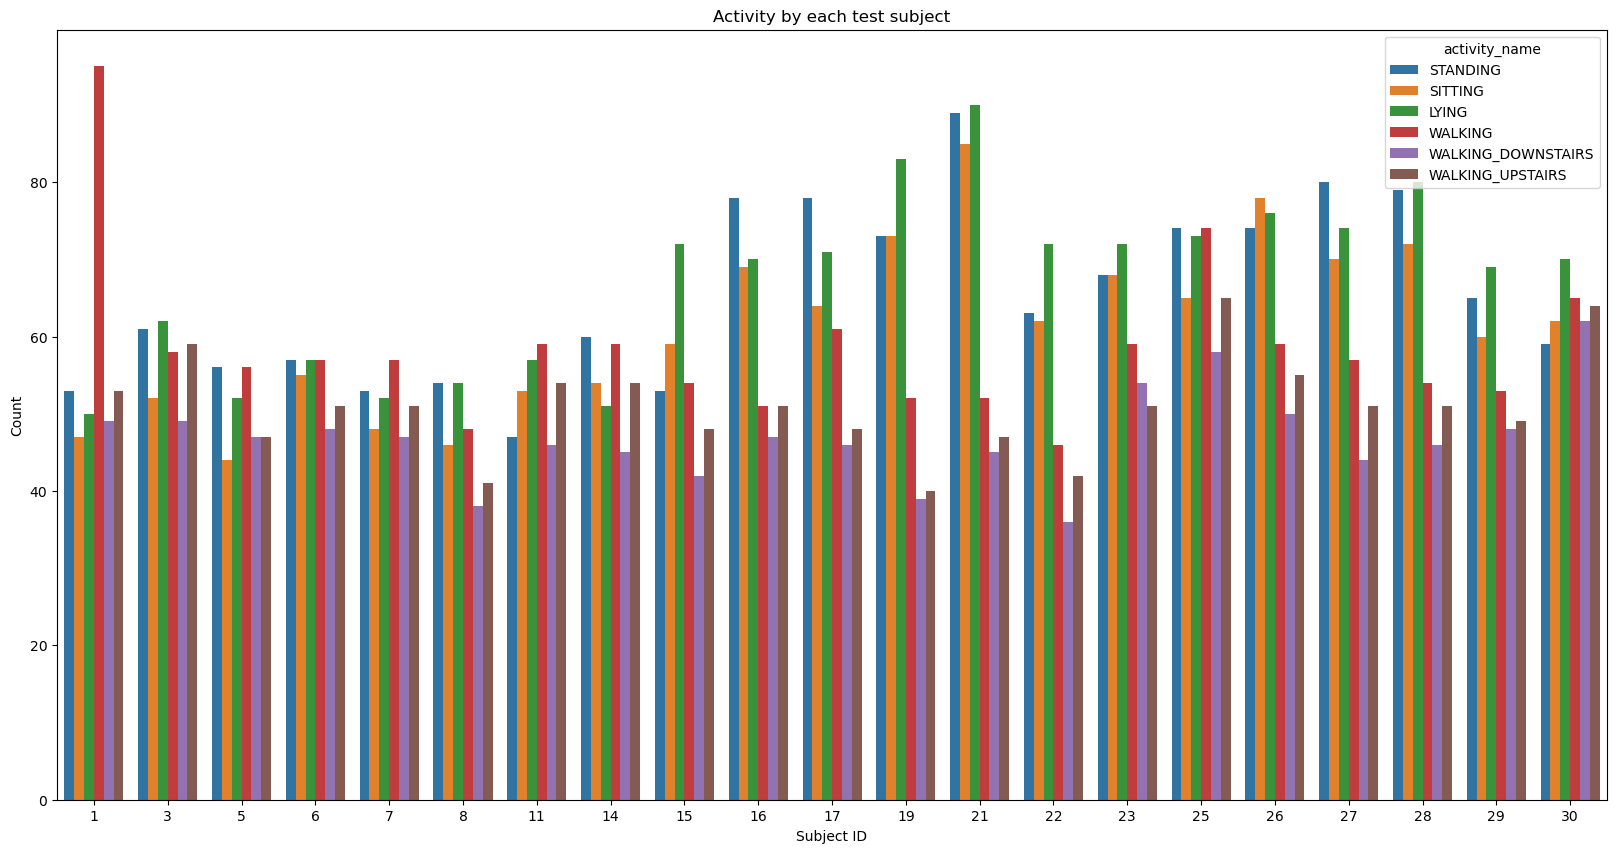 Activity by each test subject
activity_name
STANDING
SITTING
LYING
WALKING
WALKING_DOWNSTAIRS
WALKING_UPSTAIRS
Count
80
60
40
20
0
1 3 5 6 7 8 11 14 15 16 17 19 21 22 23 25 26 27 28 29 30
Subject ID